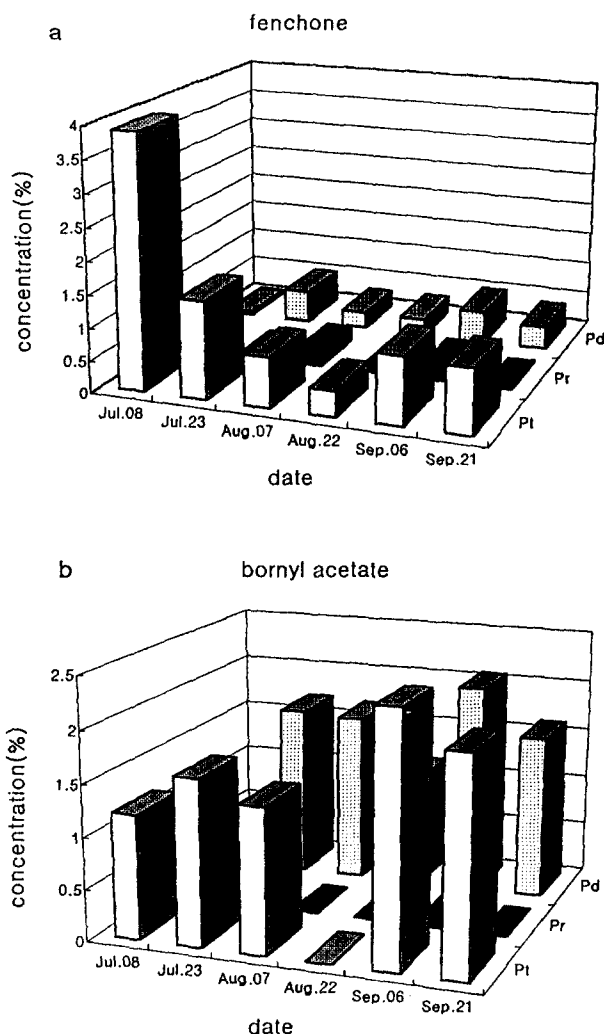 a
fenchone
4
3.5
3
2.5
2
1.5
1
0.5
0
concentration(%)
Jul.08
Jul.23
Aug.07
Aug.22
Sep.06
Sep.21
Pt
Pr
Pd
date
b
bornyl acetate
2.5
2
1.5
1
0.5
0
concentration(%)
Jul.08
Jul.23
Aug.07
Aug.22
Sep.06
Sep.21
Pt
Pr
Pd
date